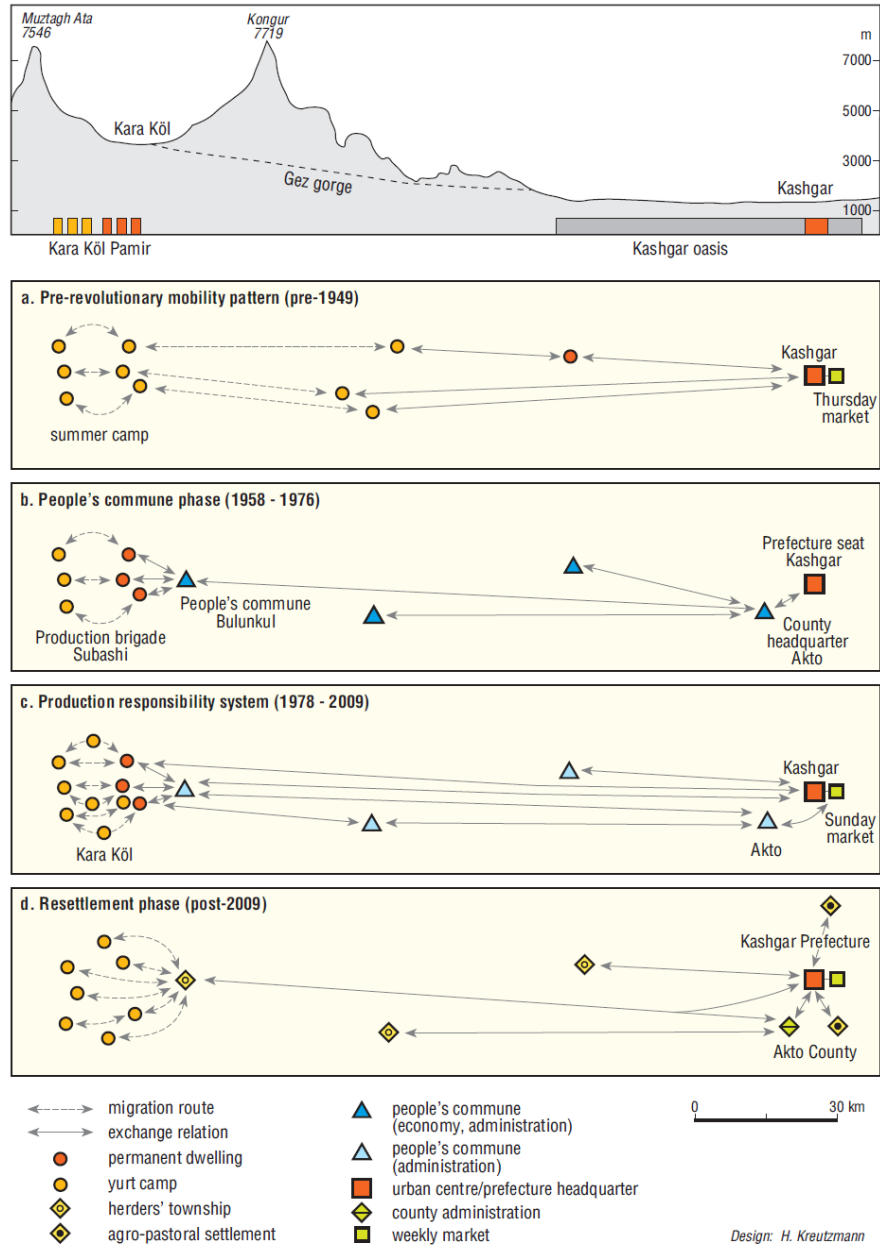 Muztagh Ata
7546
Kongur
7719
m
7000
5000
3000
1000
Kara Köl
Gez gorge
Kashgar
Kara Köl Pamir
Kashgar oasis
a. Pre-revolutionary mobility pattern (pre-1949)
summer camp
Kashgar
Thursday
market
b. People's commune phase (1958 - 1976)
Production brigade
Subashi
People's commune
Bulunkul
Prefecture seat
Kashgar
County
headquarter
Akto
c. Production responsibility system (1978 - 2009)
Kara Köl
Kashgar
Sunday
market
Akto
d. Resettlement phase (post-2009)
Kashgar Prefecture
Akto County
migration route
exchange relation
permanent dwelling
yurt camp
herders' township
agro-pastoral settlement
people's commune
(economy, administration)
people's commune
(administration)
urban centre/prefecture headquarter
county administration
weekly market
0 30 km
Design: H. Kreutzmann